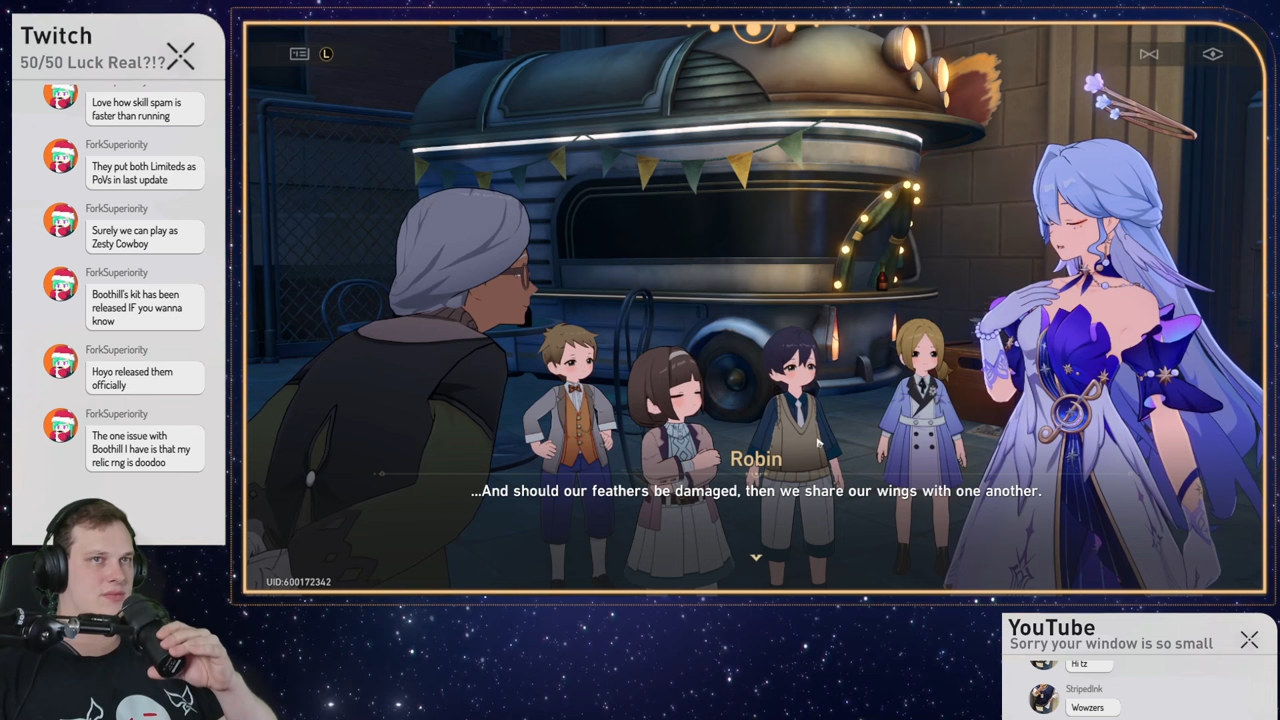 Twitch
50/50 Luck Real?!?
Love how skill spam is
faster than running
ForkSuperiority
They put both Limiteds as
PoVs in last update
ForkSuperiority
Surely we can play as
Zesty Cowboy
ForkSuperiority
Boothill's kit has been
released IF you wanna
know
ForkSuperiority
Hoyo released them
officially
ForkSuperiority
The one issue with
Boothill I have is that my
relic rng is doodoo
L
Robin
...And should our feathers be damaged, then we share our wings with one another.
UID:600172342
YouTube
Sorry your window is so small
Hi tz
StripedInk
Wowzers